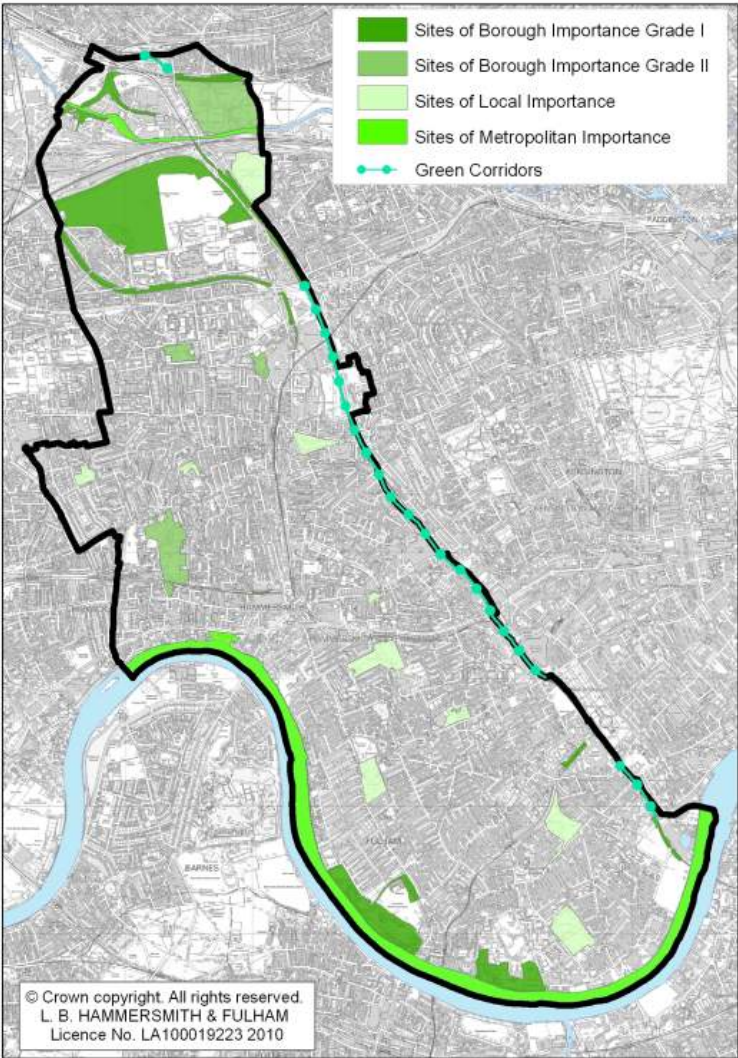 Sites of Borough Importance Grade I
Sites of Borough Importance Grade II
Sites of Local Importance
Sites of Metropolitan Importance
Green Corridors
PADDINGTON
KENSINGTON
HAMMERSMITH
FULHAM
BARNES
© Crown copyright. All rights reserved.
L. B. HAMMERSMITH & FULHAM
Licence No. LA100019223 2010